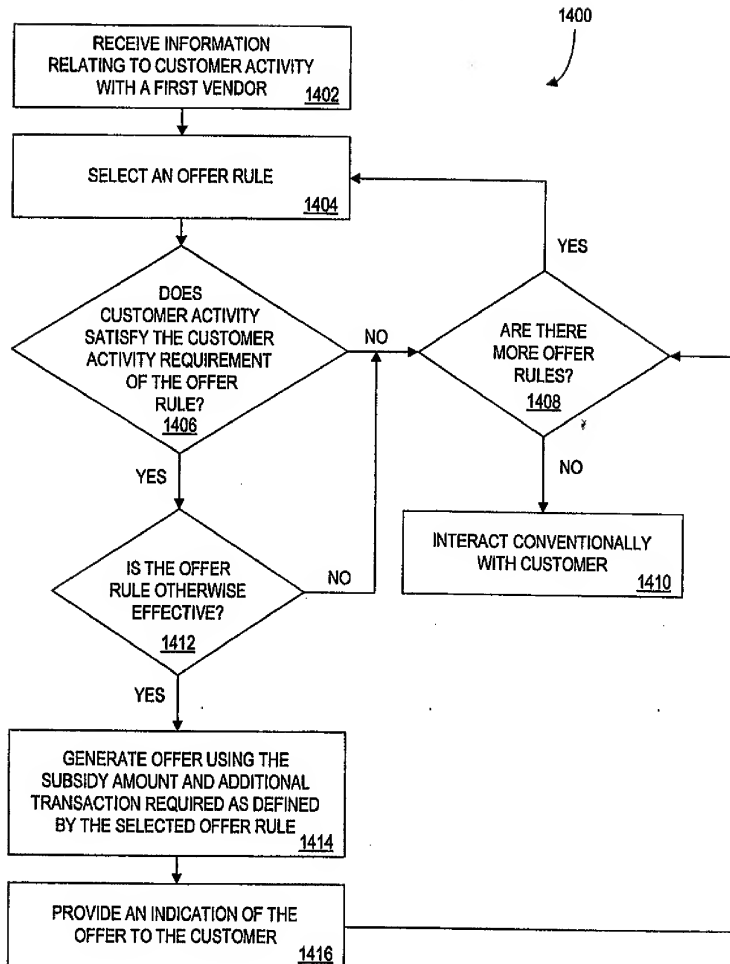 1400
RECEIVE INFORMATION
RELATING TO CUSTOMER ACTIVITY
WITH A FIRST VENDOR
1402
SELECT AN OFFER RULE
1404
DOES
CUSTOMER ACTIVITY
SATISFY THE CUSTOMER
ACTIVITY REQUIREMENT
OF THE OFFER
RULE?
1406
NO
YES
ARE THERE
MORE OFFER
RULES?
1408
YES
NO
INTERACT CONVENTIONALLY
WITH CUSTOMER
1410
IS THE OFFER
RULE OTHERWISE
EFFECTIVE?
1412
NO
YES
GENERATE OFFER USING THE
SUBSIDY AMOUNT AND ADDITIONAL
TRANSACTION REQUIRED AS DEFINED
BY THE SELECTED OFFER RULE
1414
PROVIDE AN INDICATION OF THE
OFFER TO THE CUSTOMER
1416